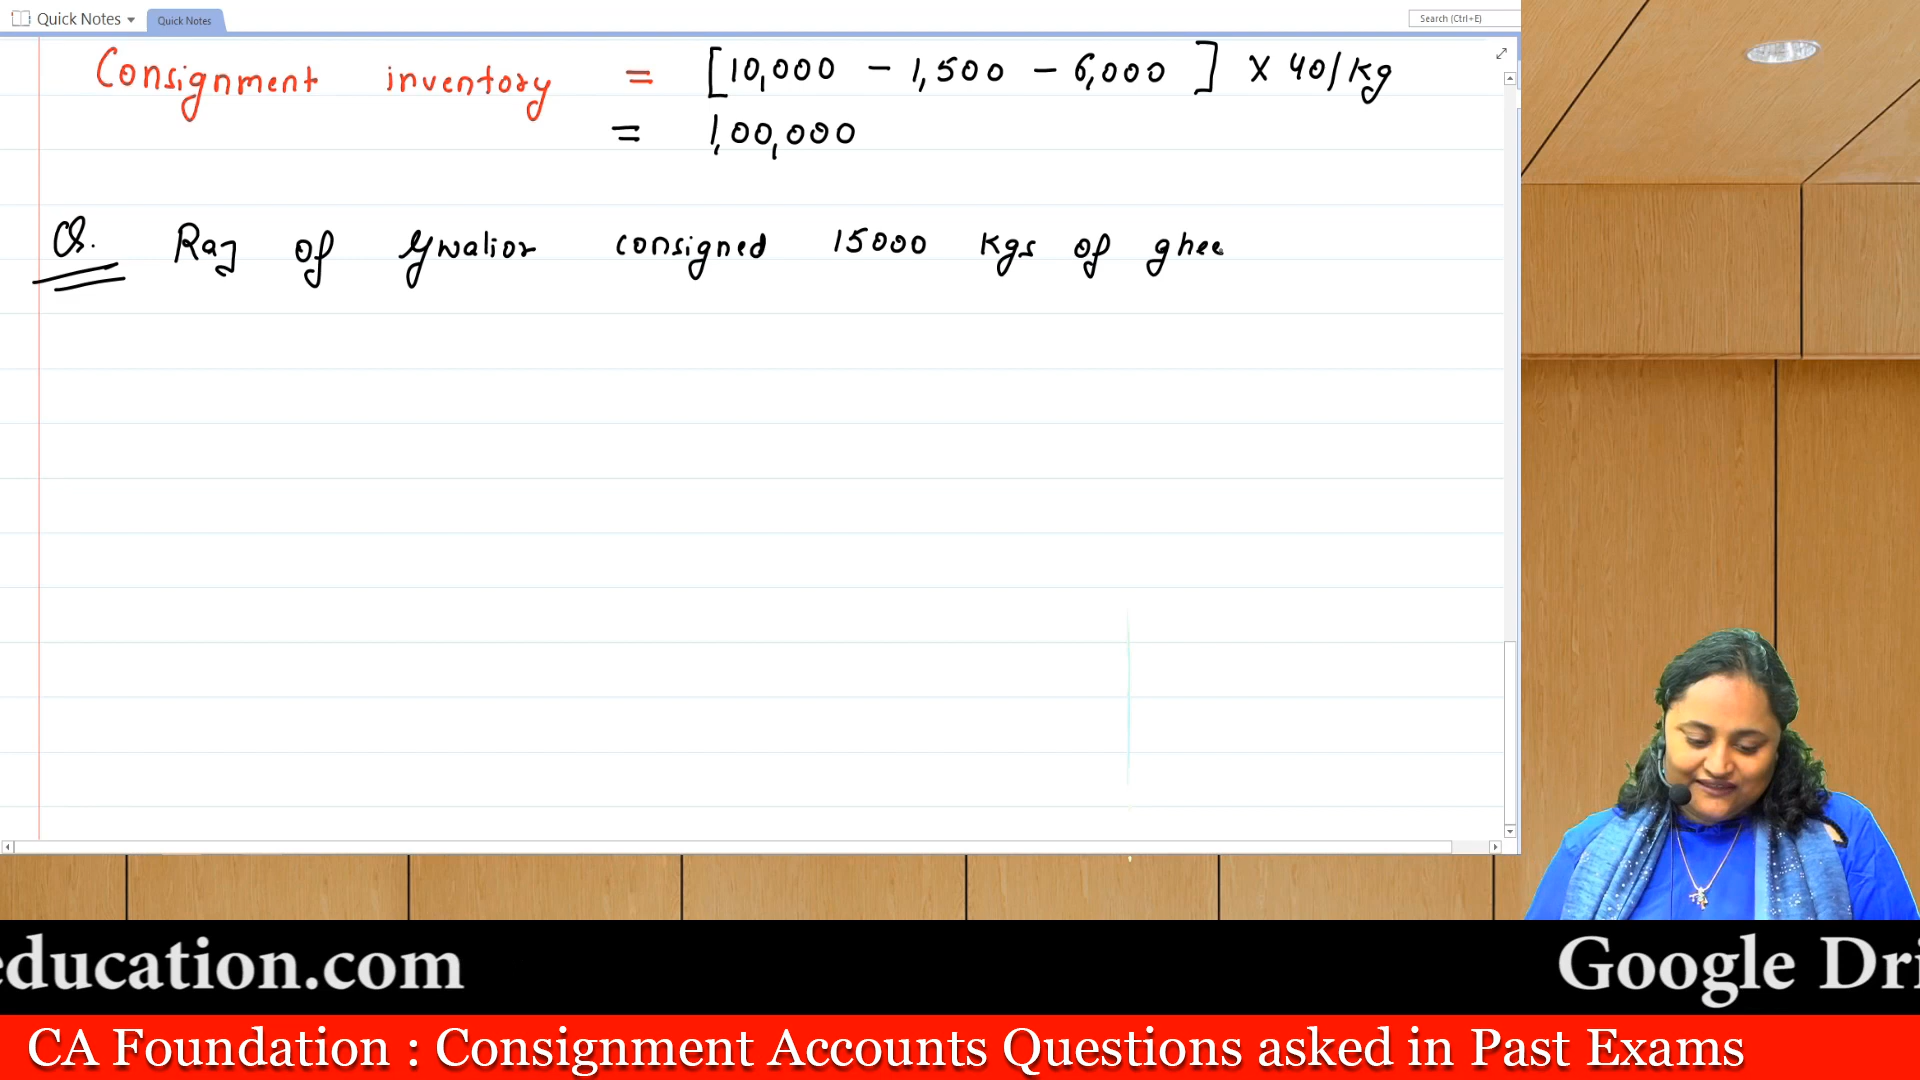 Quick Notes
Quick Notes
Search (Ctrl+E)
Consignment inventory = [10,000 - 1,500 - 6,000] × 40/kg
= 1,00,000
Q. Raj of Gwalior consigned 15000 kgs of ghee
education.com Google Dri
CA Foundation : Consignment Accounts Questions asked in Past Exams